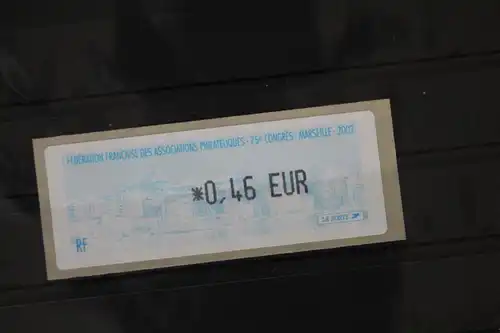 FÉDÉRATION FRANÇAISE DES ASSOCIATIONS PHILATÉLIQUES - 75e CONGRÈS - MARSEILLE - 2002
*0,46 EUR
RF
LA POSTE